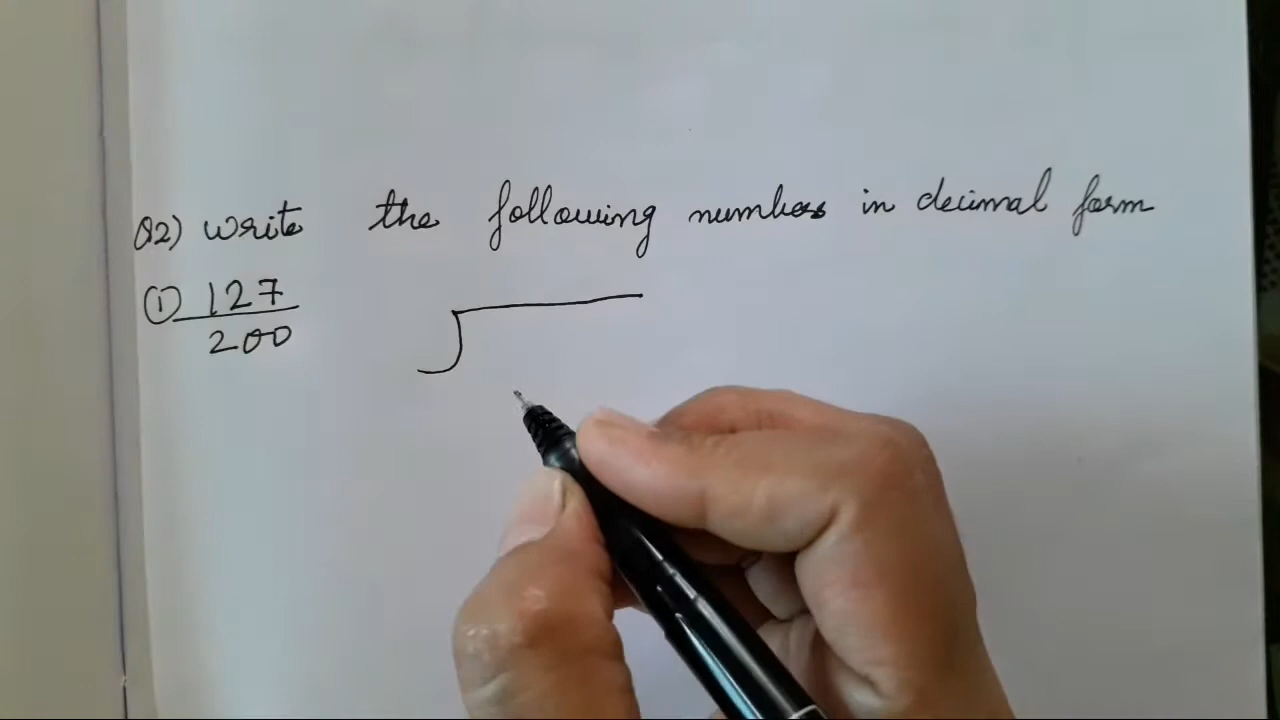 Q2) Write the following numbers in decimal form
① 127
200